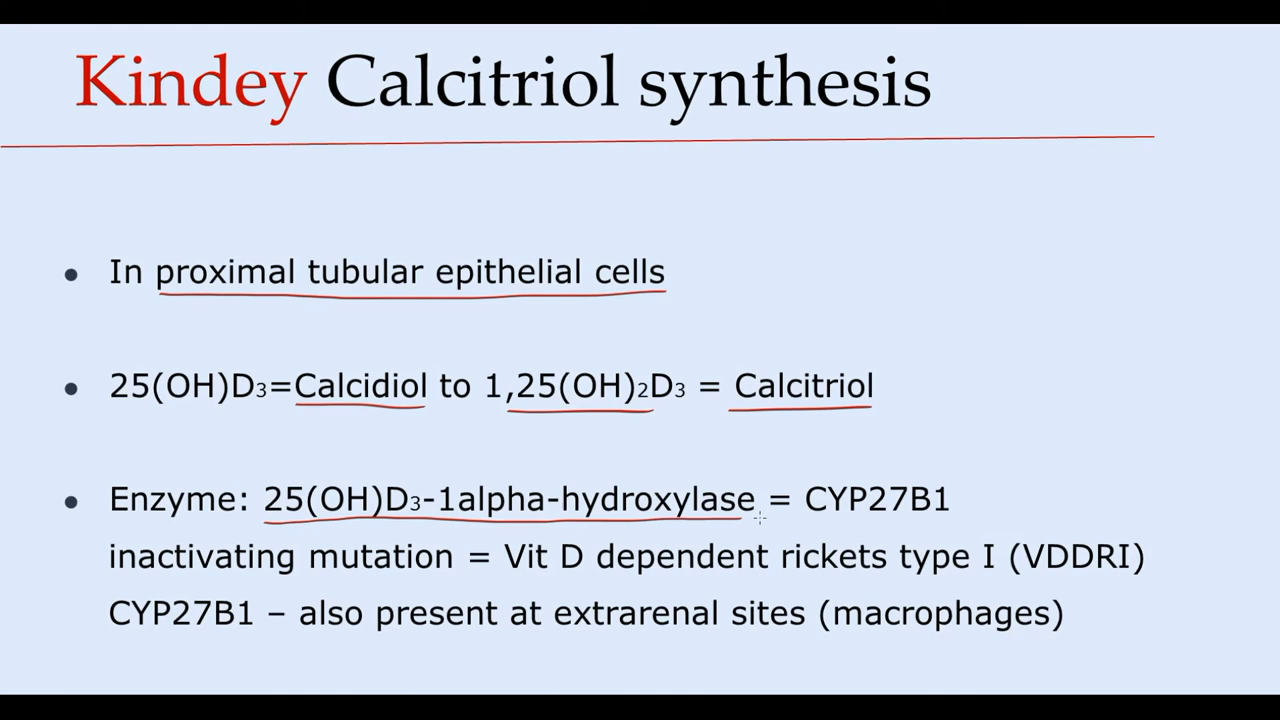 Kindey Calcitriol synthesis
• In proximal tubular epithelial cells
• 25(OH)D₃=Calcidiol to 1,25(OH)₂D₃ = Calcitriol
• Enzyme: 25(OH)D₃-1alpha-hydroxylase = CYP27B1
inactivating mutation = Vit D dependent rickets type I (VDDRI)
CYP27B1 – also present at extrarenal sites (macrophages)